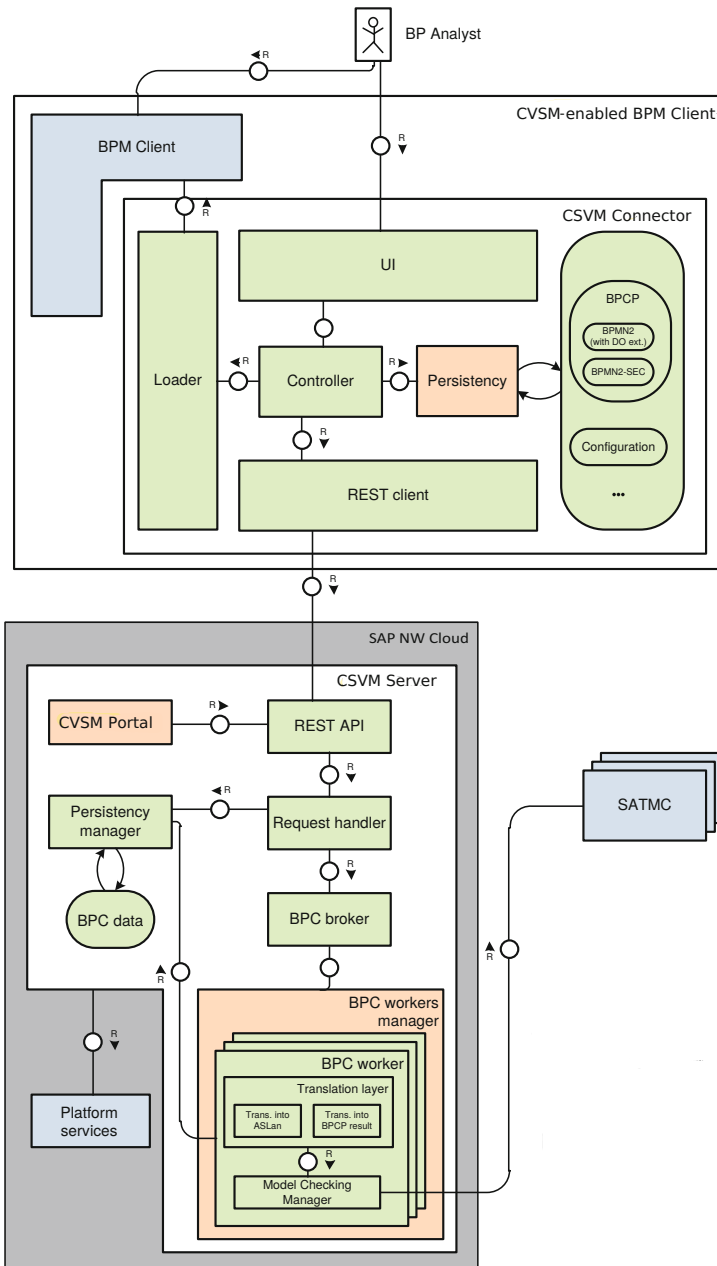 BP Analyst
R
R
CVSM-enabled BPM Client
BPM Client
R
CSVM Connector
UI
BPCP
BPMN2
(with DO ext.)
BPMN2-SEC
Loader
R
Controller
R
Persistency
Configuration
...
R
REST client
R
SAP NW Cloud
CSVM Server
CVSM Portal
R
REST API
R
Persistency
manager
R
Request handler
SATMC
R
BPC data
BPC broker
R
R
BPC workers
manager
R
BPC worker
Translation layer
Platform
services
Trans. into
ASLan
Trans. into
BPCP result
R
Model Checking
Manager